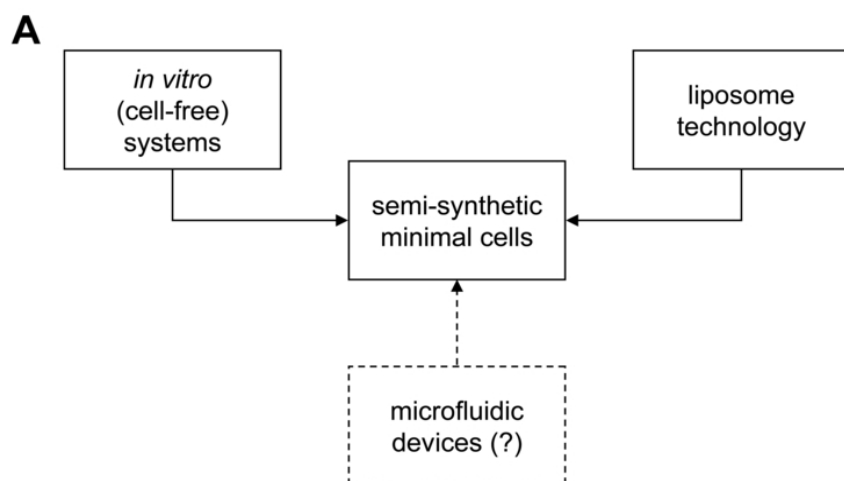 A
in vitro
(cell-free)
systems
liposome
technology
semi-synthetic
minimal cells
microfluidic
devices (?)